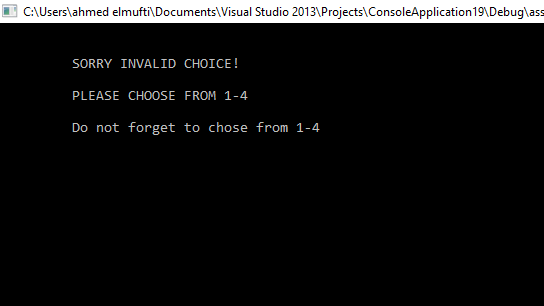 C:\Users\ahmed elmufti\Documents\Visual Studio 2013\Projects\ConsoleApplication19\Debug\ass
SORRY INVALID CHOICE!
PLEASE CHOOSE FROM 1-4
Do not forget to chose from 1-4